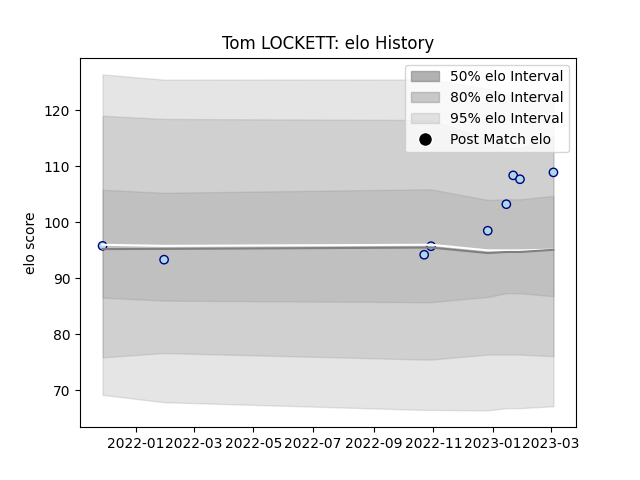 Tom LOCKETT: elo History
50% elo Interval
80% elo Interval
95% elo Interval
Post Match elo
elo score
120
110
100
90
80
70
2022-01 2022-03 2022-05 2022-07 2022-09 2022-11 2023-01 2023-03